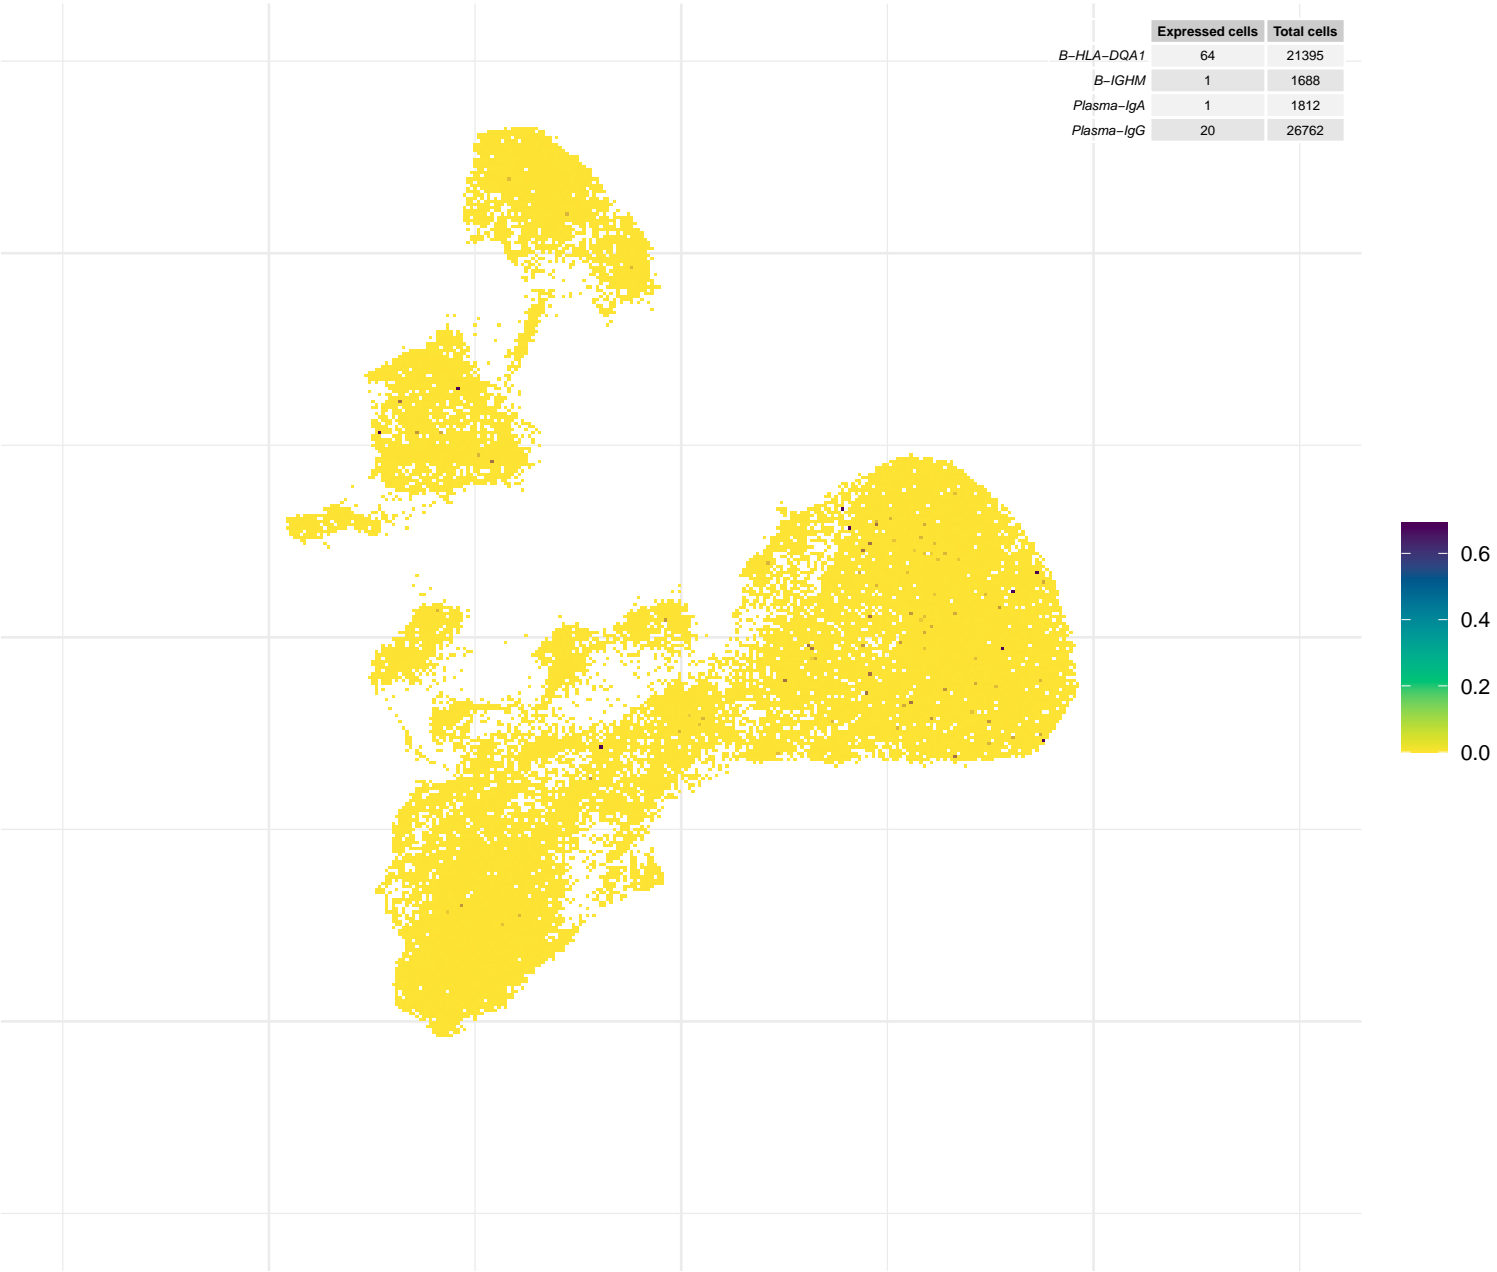 Expressed cells Total cells
B−HLA−DQA1 64 21395
B−IGHM 1 1688
Plasma−IgA 1 1812
Plasma−IgG 20 26762
0.6
0.4
0.2
0.0